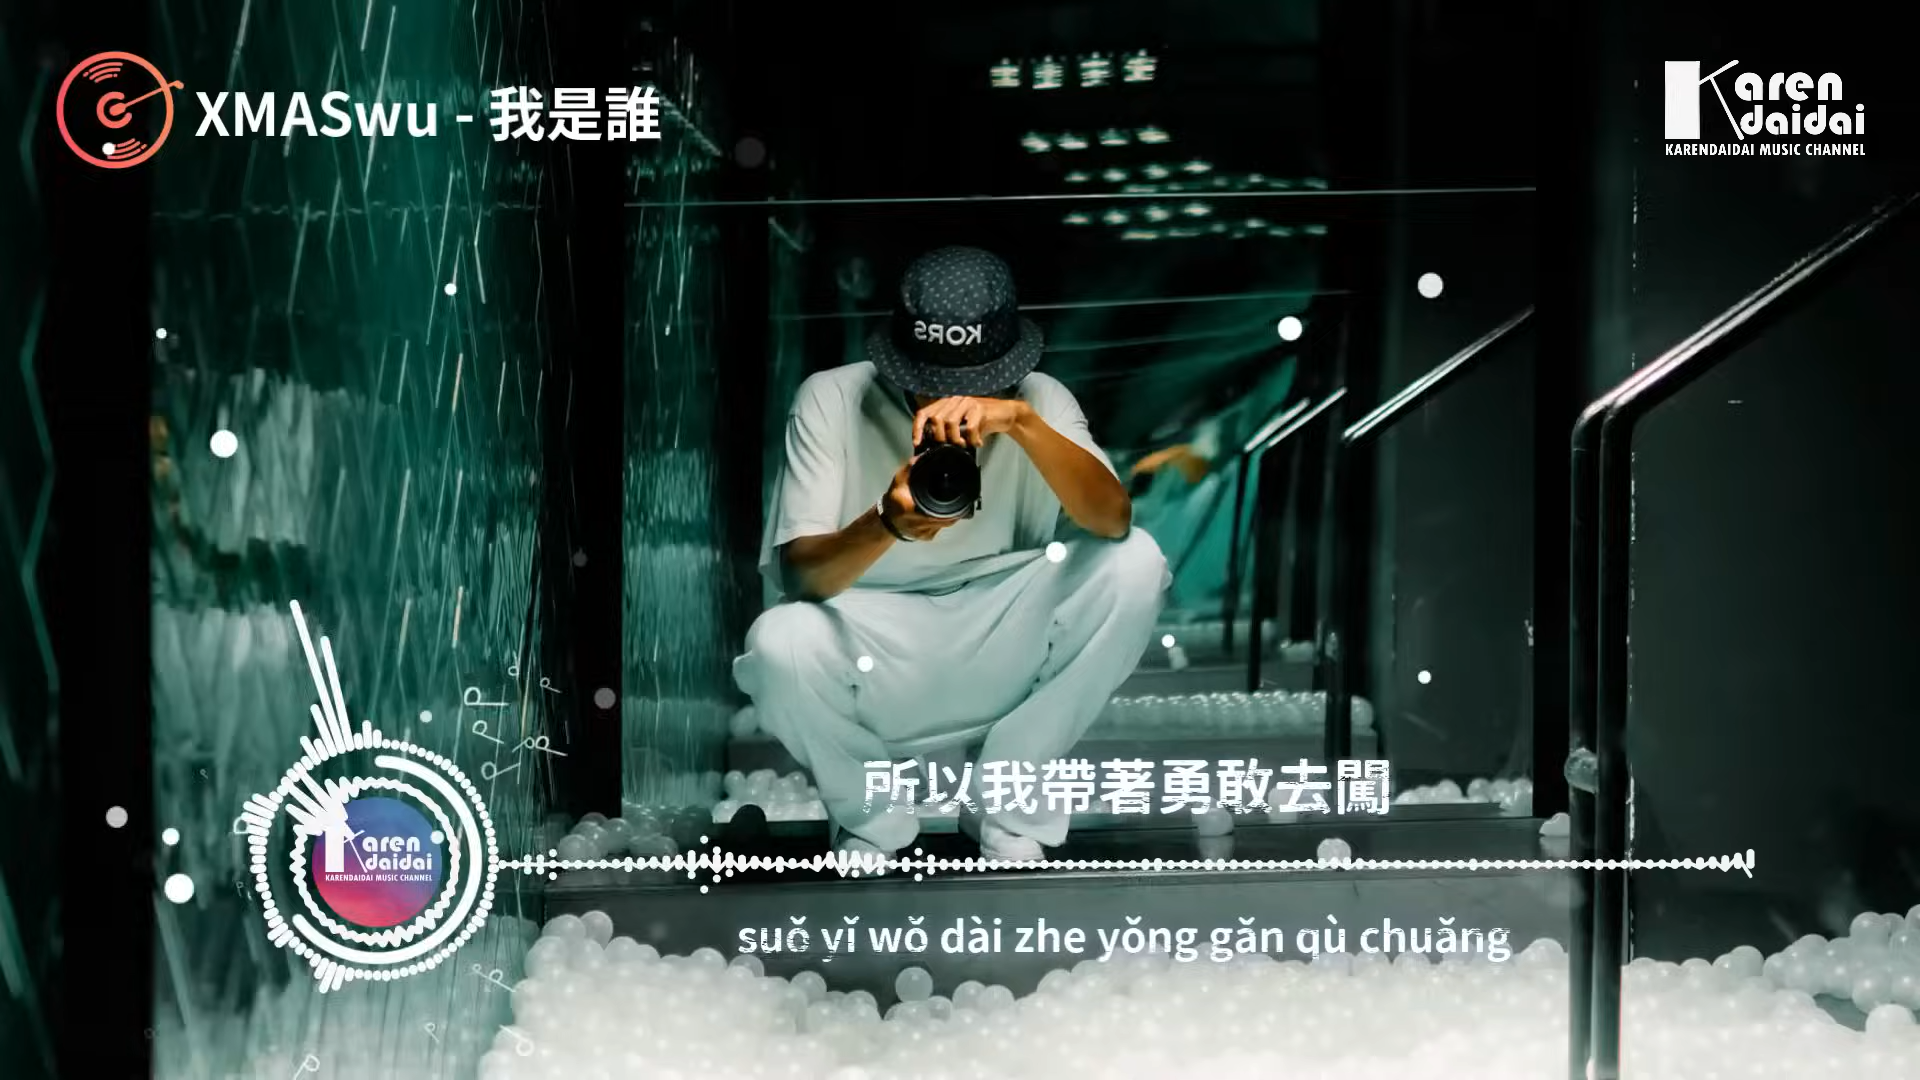 XMASwu - 我是誰
Karen
daidai
KARENDAIDAI MUSIC CHANNEL
KORS
所以我帶著勇敢去闖
Karen
daidai
KARENDAIDAI MUSIC CHANNEL
suǒ yǐ wǒ dài zhe yǒng gǎn qù chuǎng